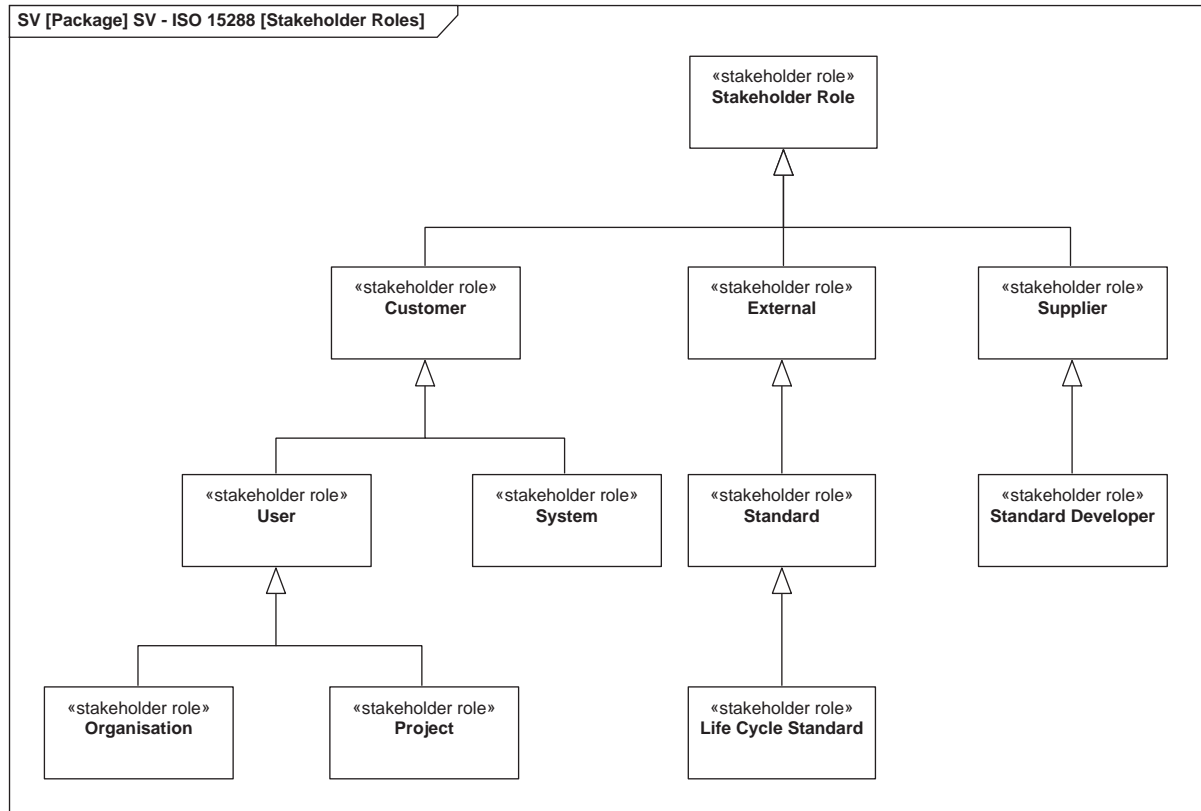 SV [Package] SV - ISO 15288 [Stakeholder Roles]
«stakeholder role»
Stakeholder Role
«stakeholder role»
Customer
«stakeholder role»
External
«stakeholder role»
Supplier
«stakeholder role»
User
«stakeholder role»
System
«stakeholder role»
Standard
«stakeholder role»
Standard Developer
«stakeholder role»
Organisation
«stakeholder role»
Project
«stakeholder role»
Life Cycle Standard